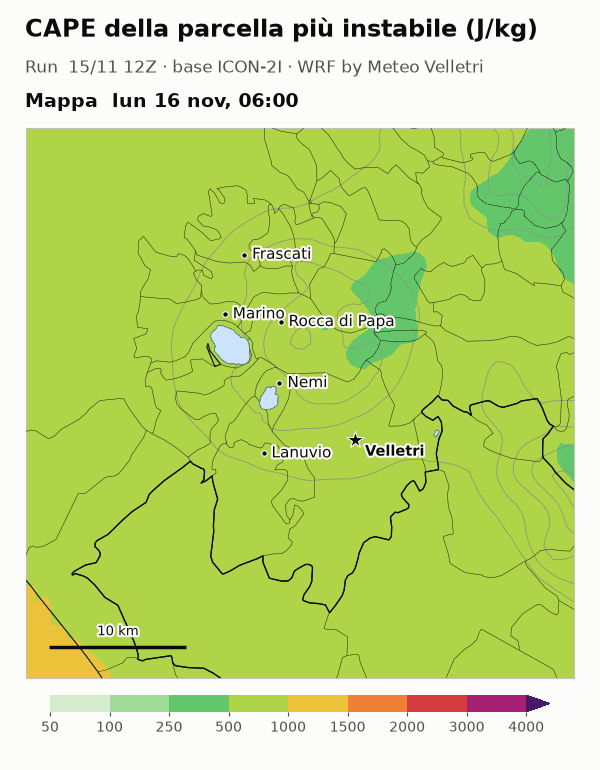 CAPE della parcella più instabile (J/kg)
Run  15/11 12Z · base ICON-2I · WRF by Meteo Velletri
Mappa  lun 16 nov, 06:00
Frascati
Marino
Rocca di Papa
Nemi
Velletri
Lanuvio
10 km
50 100 250 500 1000 1500 2000 3000 4000